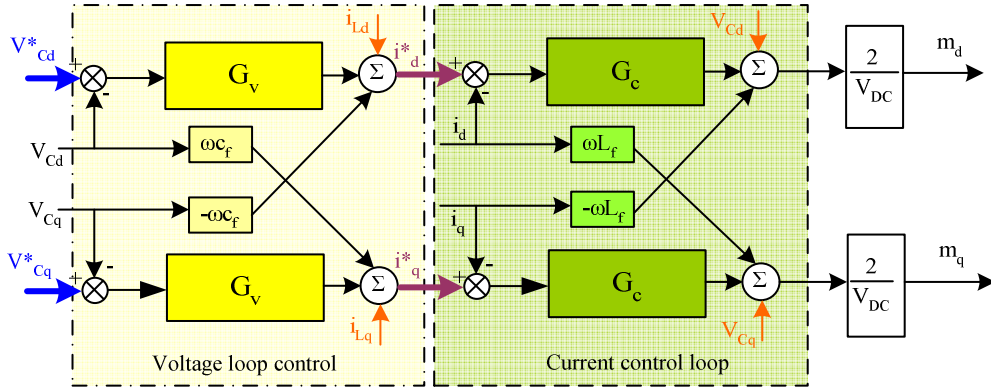 V*Cd
+
-
Gv
iLd
Σ
i*d
+
-
Gc
VCd
Σ
2
VDC
md
VCd
ωcf
id
ωLf
VCq
-ωcf
iq
-ωLf
V*Cq
+
-
Gv
Σ
iLq
i*q
+
-
Gc
Σ
VCq
2
VDC
mq
Voltage loop control
Current control loop